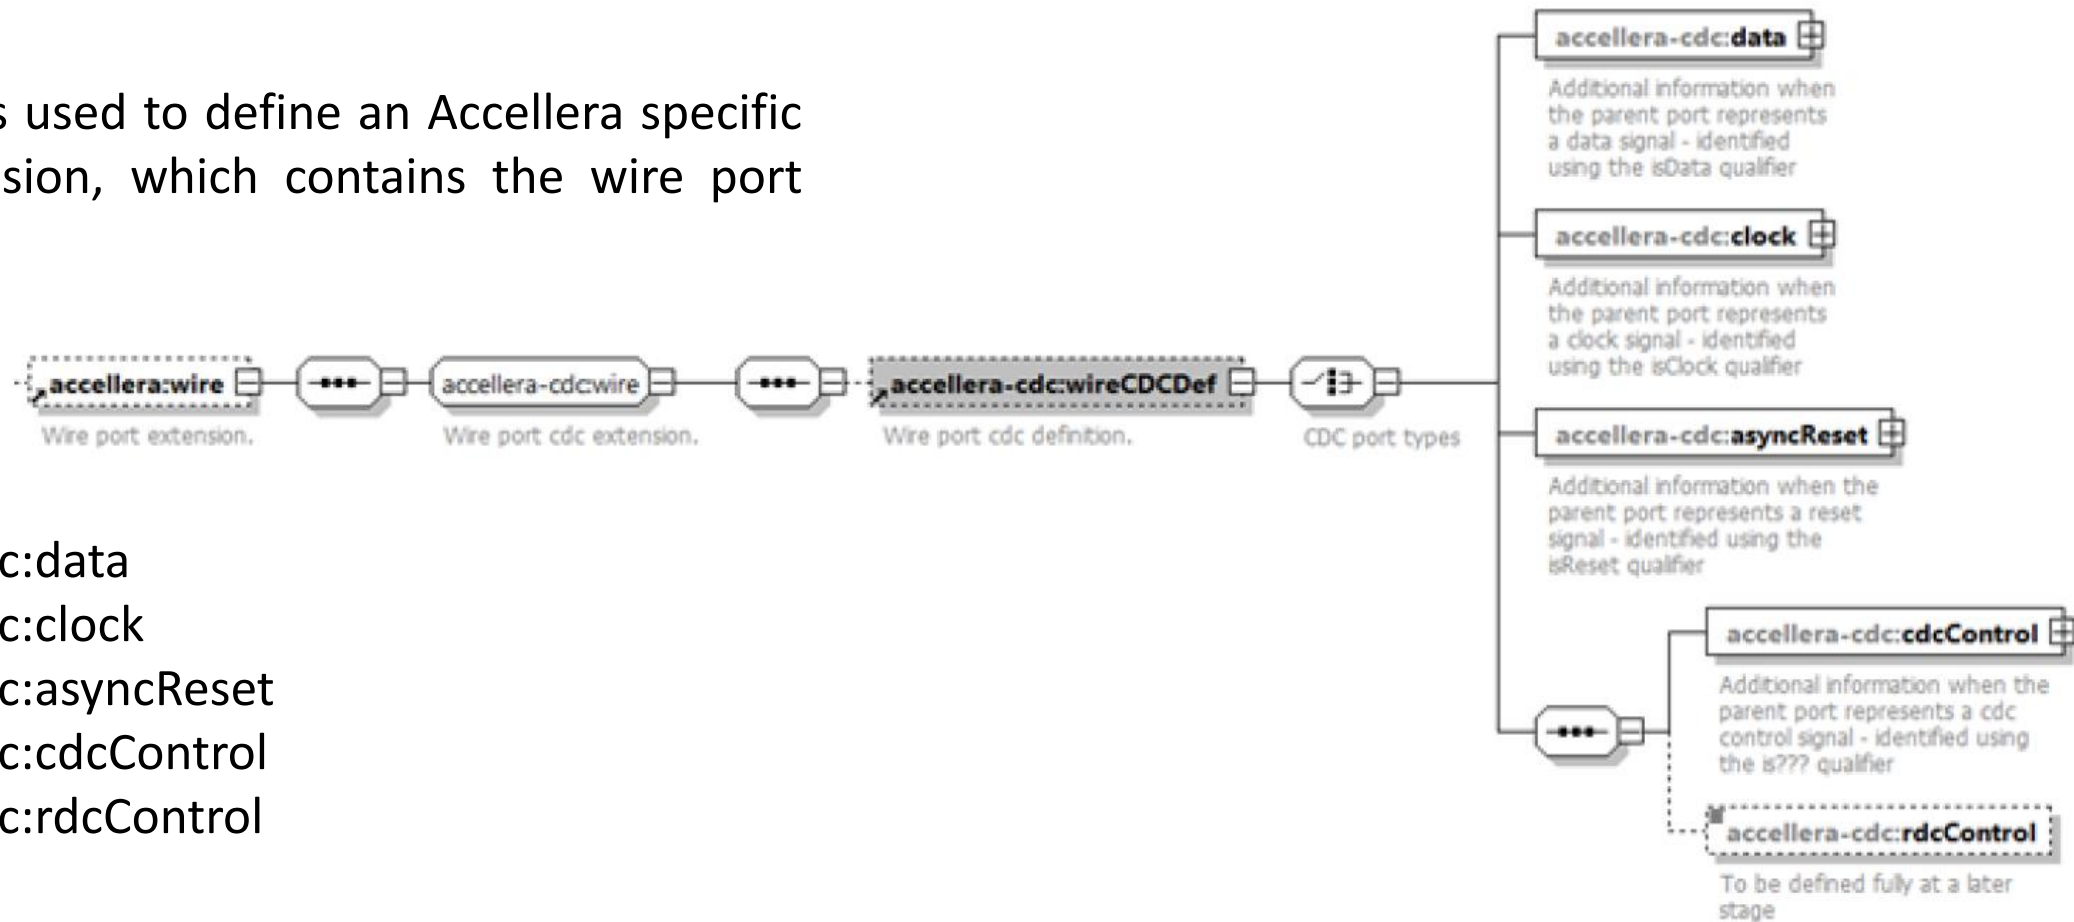 s used to define an Accellera specific
sion, which contains the wire port
accellera:wire
Wire port extension.
accellera-cdc:wire
Wire port cdc extension.
accellera-cdc:wireCDCDef
Wire port cdc definition.
CDC port types
accellera-cdc:data
Additional information when
the parent port represents
a data signal - identified
using the isData qualifier
accellera-cdc:clock
Additional information when
the parent port represents
a clock signal - identified
using the isClock qualifier
accellera-cdc:asyncReset
Additional information when the
parent port represents a reset
signal - identified using the
isReset qualifier
accellera-cdc:cdcControl
Additional information when the
parent port represents a cdc
control signal - identified using
the is??? qualifier
accellera-cdc:rdcControl
To be defined fully at a later
stage
c:data
c:clock
c:asyncReset
c:cdcControl
c:rdcControl